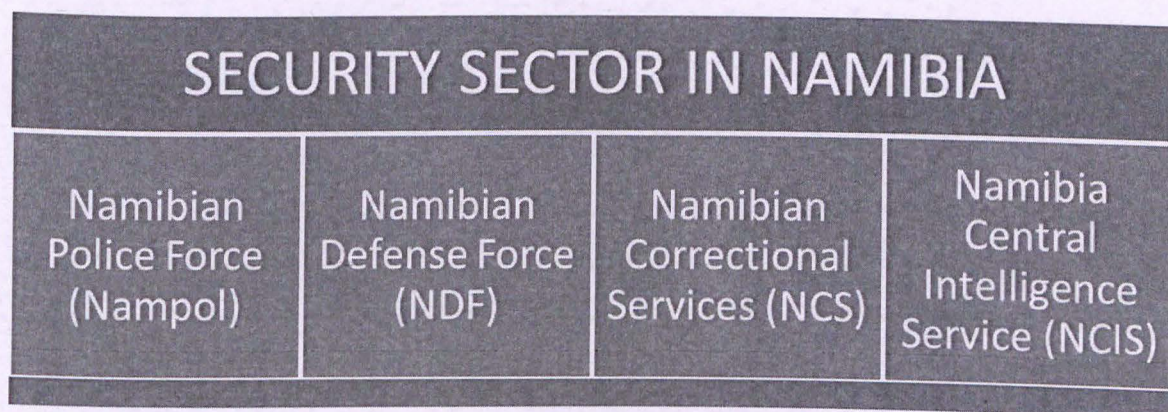 SECURITY SECTOR IN NAMIBIA
Namibian
Police Force
(Nampol)
Namibian
Defense Force
(NDF)
Namibian
Correctional
Services (NCS)
Namibia
Central
Intelligence
Service (NCIS)